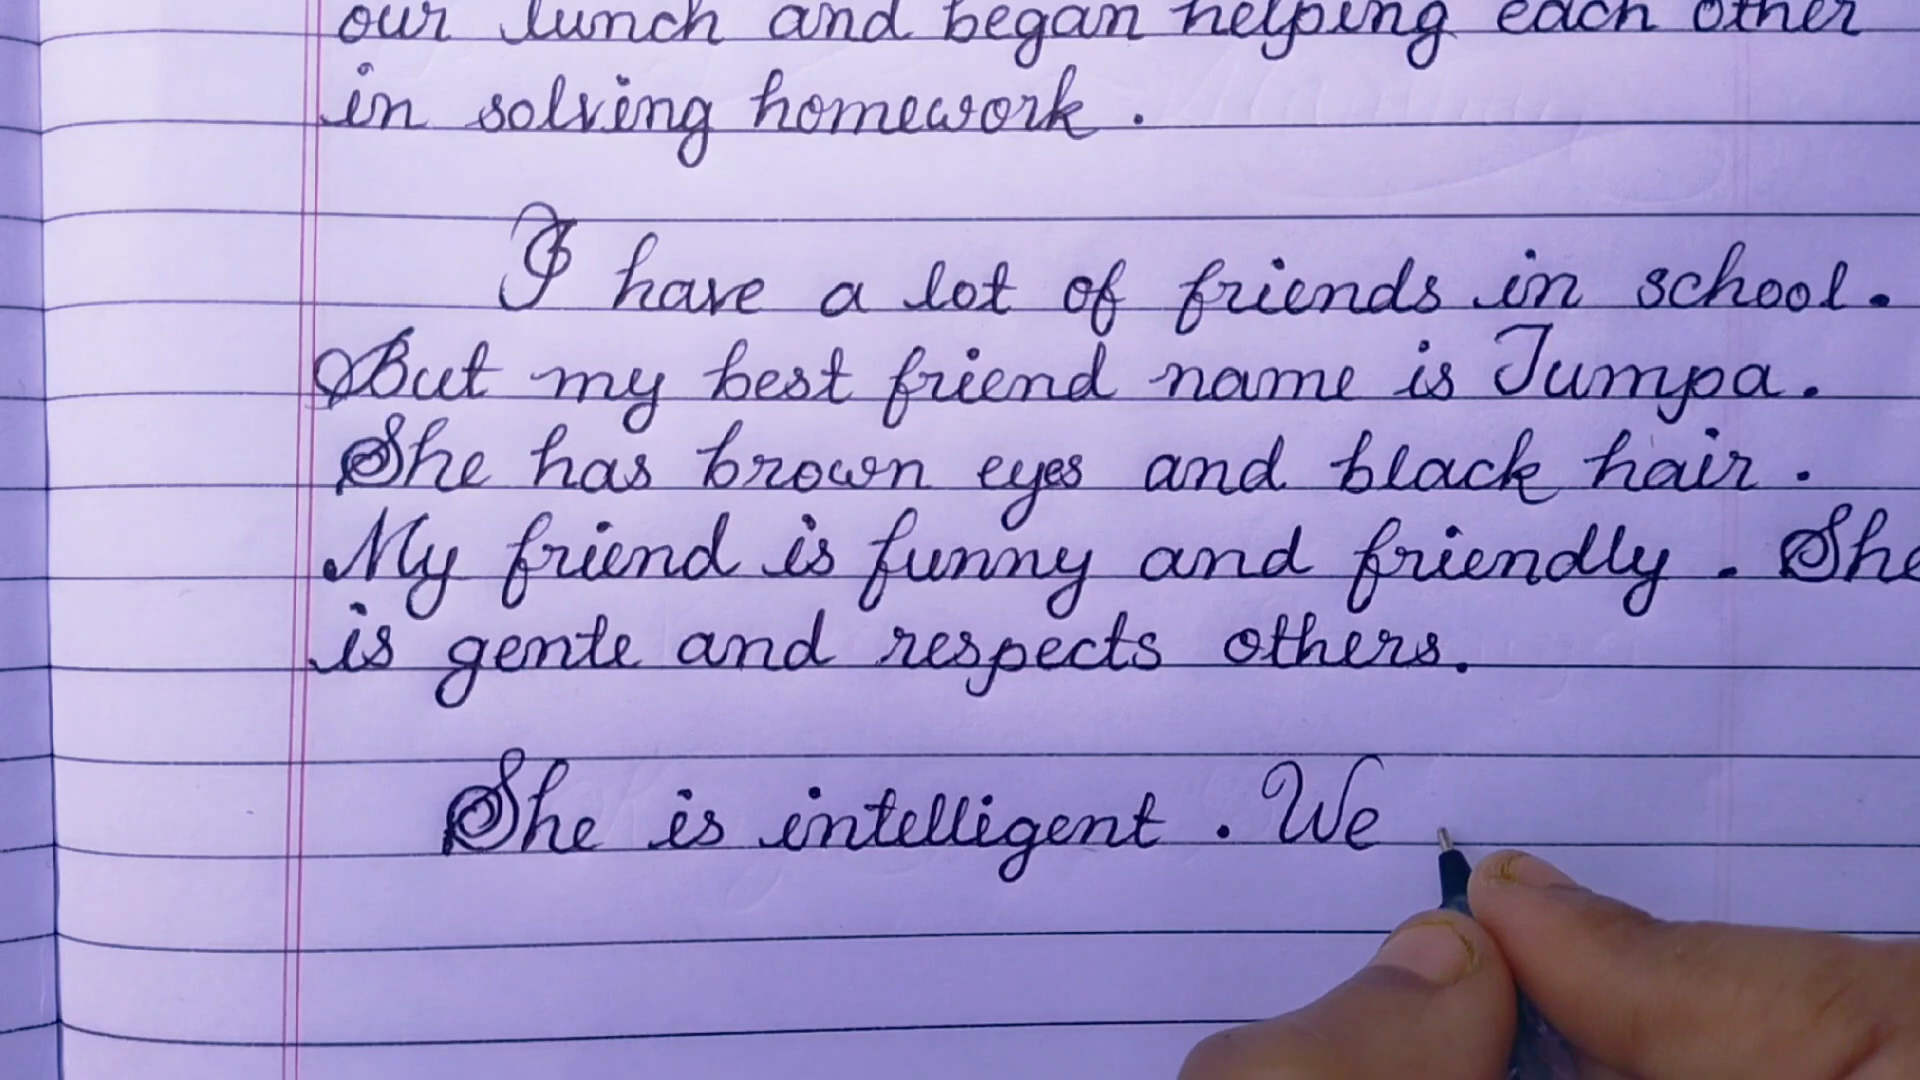 our lunch and began helping each other
in solving homework.
I have a lot of friends in school.
But my best friend name is Tumpa.
She has brown eyes and black hair.
My friend is funny and friendly. She
is gente and respects others.
She is intelligent. We